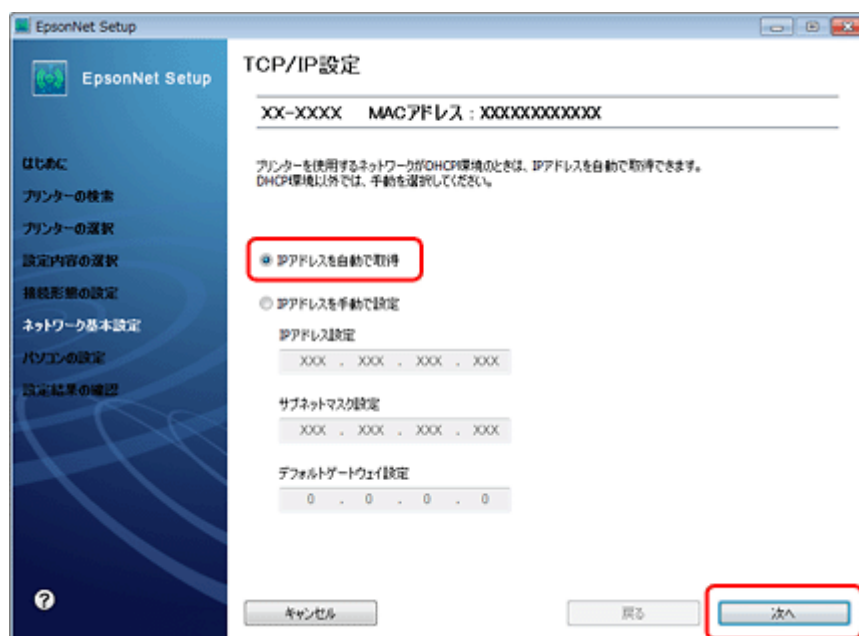 EpsonNet Setup
EpsonNet Setup
はじめに
プリンターの検索
プリンターの選択
設定内容の選択
接続形態の設定
ネットワーク基本設定
パソコンの設定
設定結果の確認
TCP/IP設定
XX-XXXX MACアドレス : XXXXXXXXXXXX
プリンターを使用するネットワークがDHCP環境のときは、IPアドレスを自動で取得できます。
DHCP環境以外では、手動を選択してください。
IPアドレスを自動で取得
IPアドレスを手動で設定
IPアドレス設定
XXX . XXX . XXX . XXX
サブネットマスク設定
XXX . XXX . XXX . XXX
デフォルトゲートウェイ設定
0 . 0 . 0 . 0
?
キャンセル
戻る
次へ